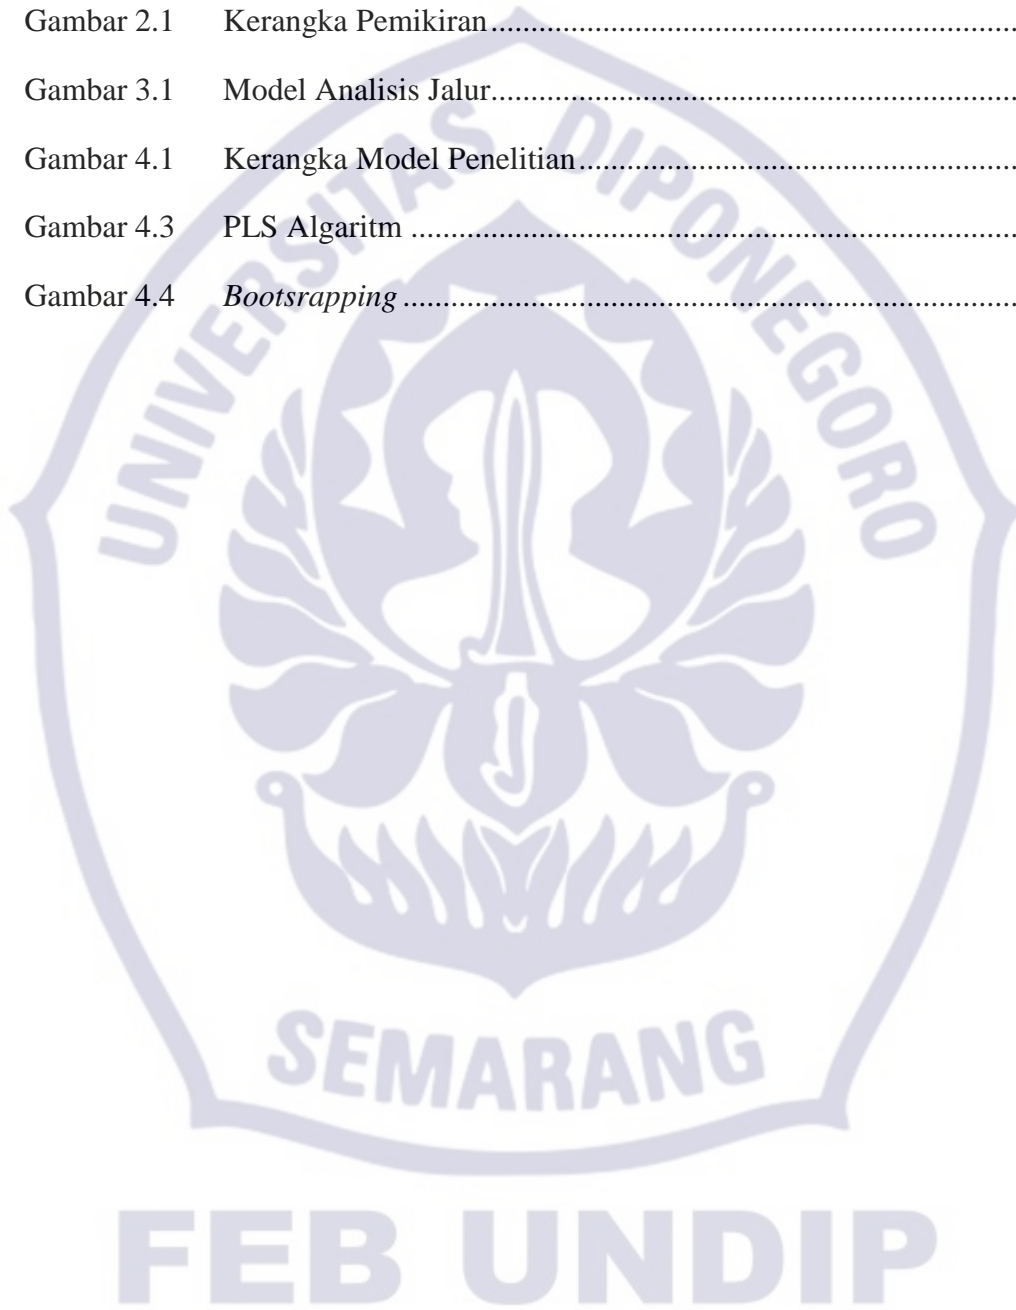 Gambar 2.1 Kerangka Pemikiran........................................................................
Gambar 3.1 Model Analisis Jalur........................................................................
Gambar 4.1 Kerangka Model Penelitian............................................................
Gambar 4.3 PLS Algaritm ..................................................................................
Gambar 4.4 Bootsrapping ...................................................................................
UNIVERSITAS DIPONEGORO
SEMARANG
FEB UNDIP